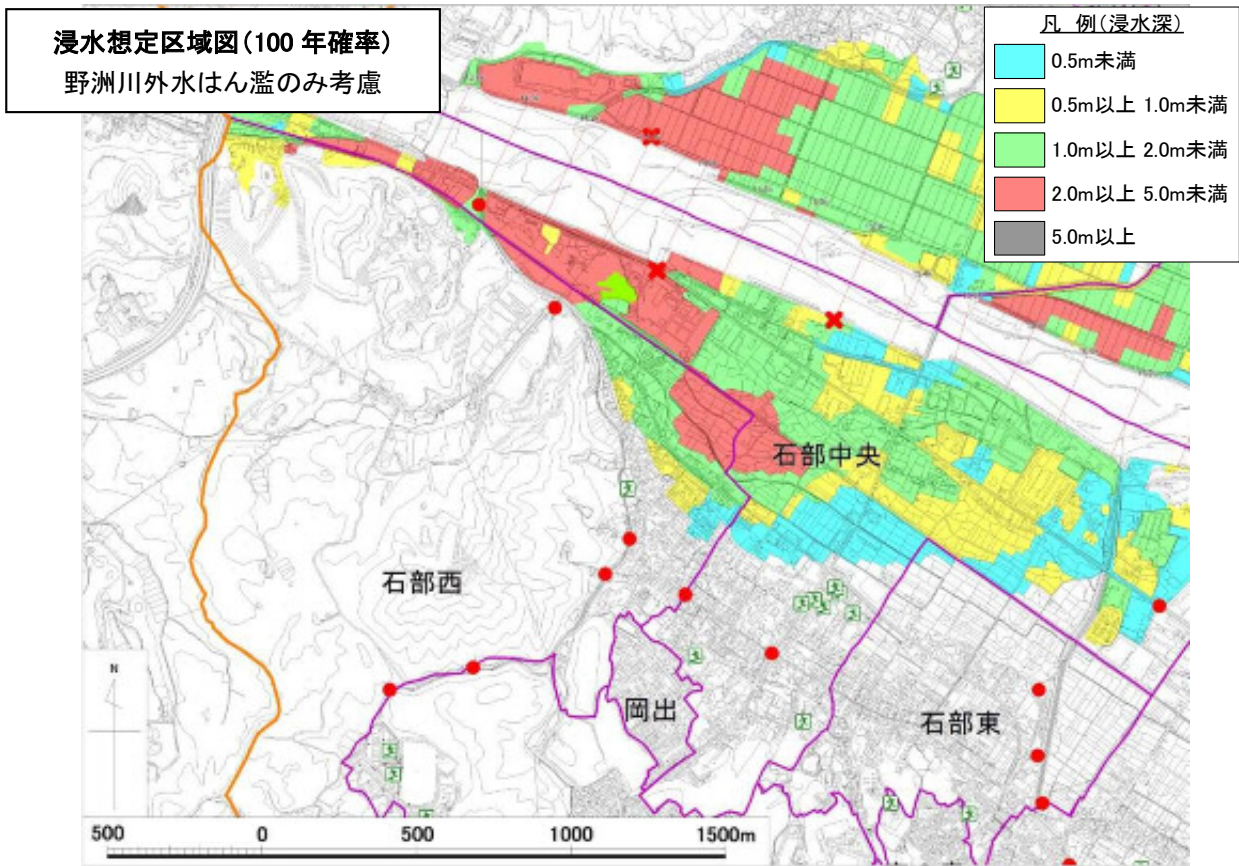 浸水想定区域図(100 年確率)
野洲川外水はん濫のみ考慮
凡 例(浸水深)
0.5m未満
0.5m以上 1.0m未満
1.0m以上 2.0m未満
2.0m以上 5.0m未満
5.0m以上
石部中央
石部西
岡出
石部東
N
500 0 500 1000 1500m